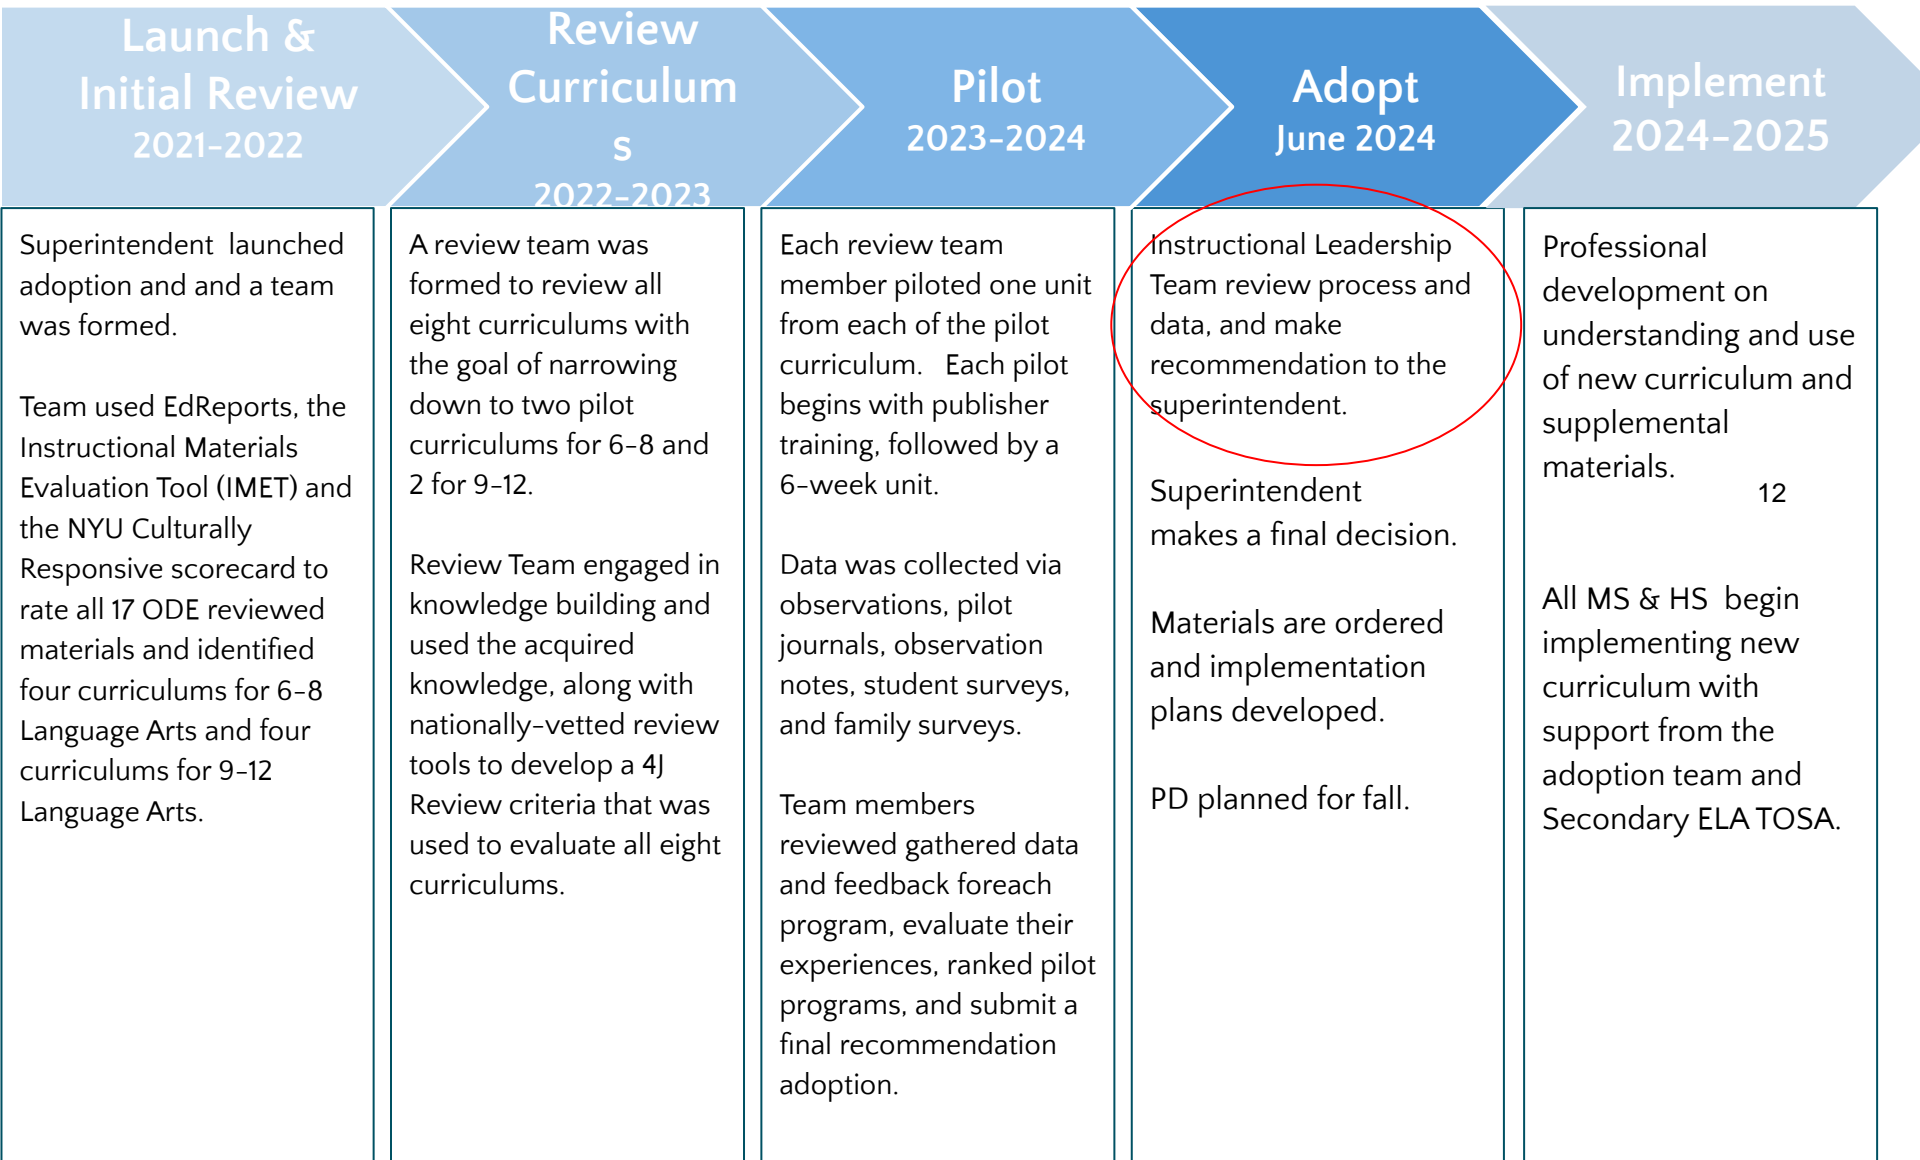 Launch &
Initial Review
2021-2022
Review
Curriculum
s
2022-2023
Pilot
2023-2024
Adopt
June 2024
Implement
2024-2025
Superintendent launched
adoption and and a team
was formed.
Team used EdReports, the
Instructional Materials
Evaluation Tool (IMET) and
the NYU Culturally
Responsive scorecard to
rate all 17 ODE reviewed
materials and identified
four curriculums for 6-8
Language Arts and four
curriculums for 9-12
Language Arts.
A review team was
formed to review all
eight curriculums with
the goal of narrowing
down to two pilot
curriculums for 6-8 and
2 for 9-12.
Review Team engaged in
knowledge building and
used the acquired
knowledge, along with
nationally-vetted review
tools to develop a 4J
Review criteria that was
used to evaluate all eight
curriculums.
Each review team
member piloted one unit
from each of the pilot
curriculum. Each pilot
begins with publisher
training, followed by a
6-week unit.
Data was collected via
observations, pilot
journals, observation
notes, student surveys,
and family surveys.
Team members
reviewed gathered data
and feedback foreach
program, evaluate their
experiences, ranked pilot
programs, and submit a
final recommendation
adoption.
Instructional Leadership
Team review process and
data, and make
recommendation to the
superintendent.
Superintendent
makes a final decision.
Materials are ordered
and implementation
plans developed.
PD planned for fall.
Professional
development on
understanding and use
of new curriculum and
supplemental
materials.
12
All MS & HS begin
implementing new
curriculum with
support from the
adoption team and
Secondary ELA TOSA.